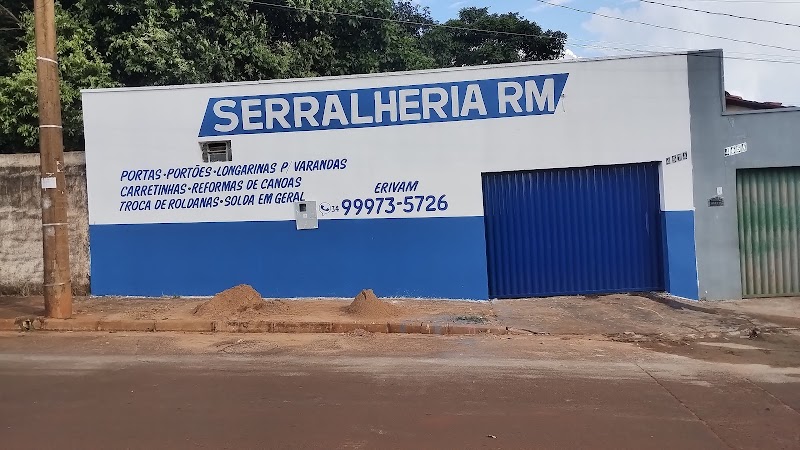 SERRALHERIA RM
PORTAS • PORTÕES • LONGARINAS P/ VARANDAS
CARRETINHAS • REFORMAS DE CANOAS
TROCA DE ROLDANAS • SOLDA EM GERAL
ERIVAM
34 99973-5726